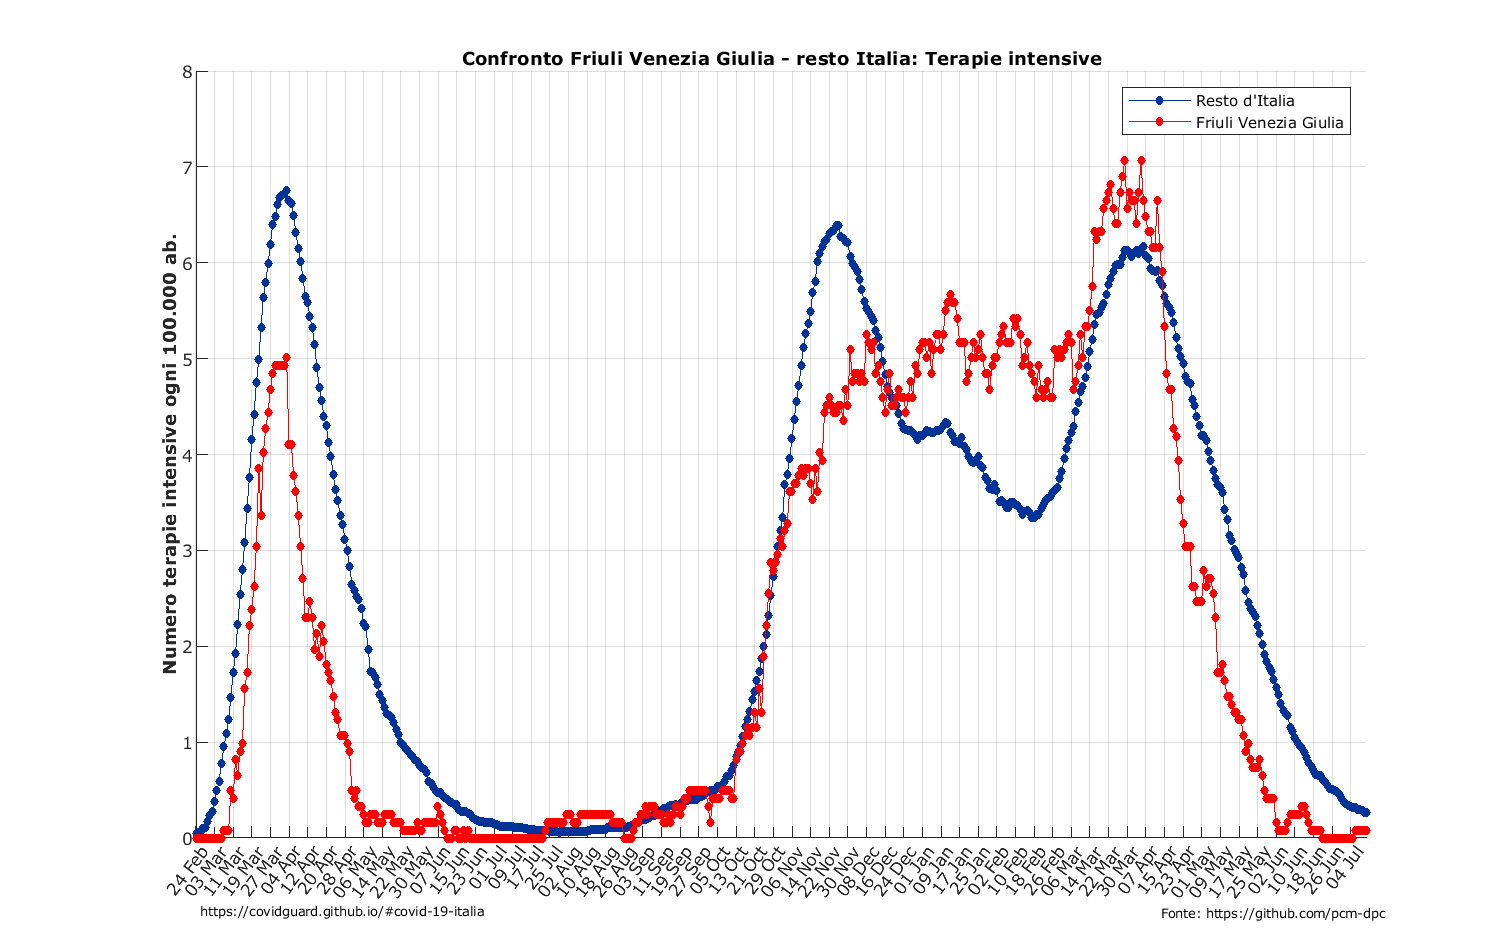 Confronto Friuli Venezia Giulia - resto Italia: Terapie intensive
Resto d'Italia
Friuli Venezia Giulia
Numero terapie intensive ogni 100.000 ab.
8
7
6
5
4
3
2
1
0
24 Feb
03 Mar
11 Mar
19 Mar
27 Mar
04 Apr
12 Apr
20 Apr
28 Apr
06 May
14 May
22 May
30 May
07 Jun
15 Jun
23 Jun
01 Jul
09 Jul
17 Jul
25 Jul
02 Aug
10 Aug
18 Aug
26 Aug
03 Sep
11 Sep
19 Sep
27 Sep
05 Oct
13 Oct
21 Oct
29 Oct
06 Nov
14 Nov
22 Nov
30 Nov
08 Dec
16 Dec
24 Dec
01 Jan
09 Jan
17 Jan
25 Jan
02 Feb
10 Feb
18 Feb
26 Feb
06 Mar
14 Mar
22 Mar
30 Mar
07 Apr
15 Apr
23 Apr
01 May
09 May
17 May
25 May
02 Jun
10 Jun
18 Jun
26 Jun
04 Jul
https://covidguard.github.io/#covid-19-italia
Fonte: https://github.com/pcm-dpc